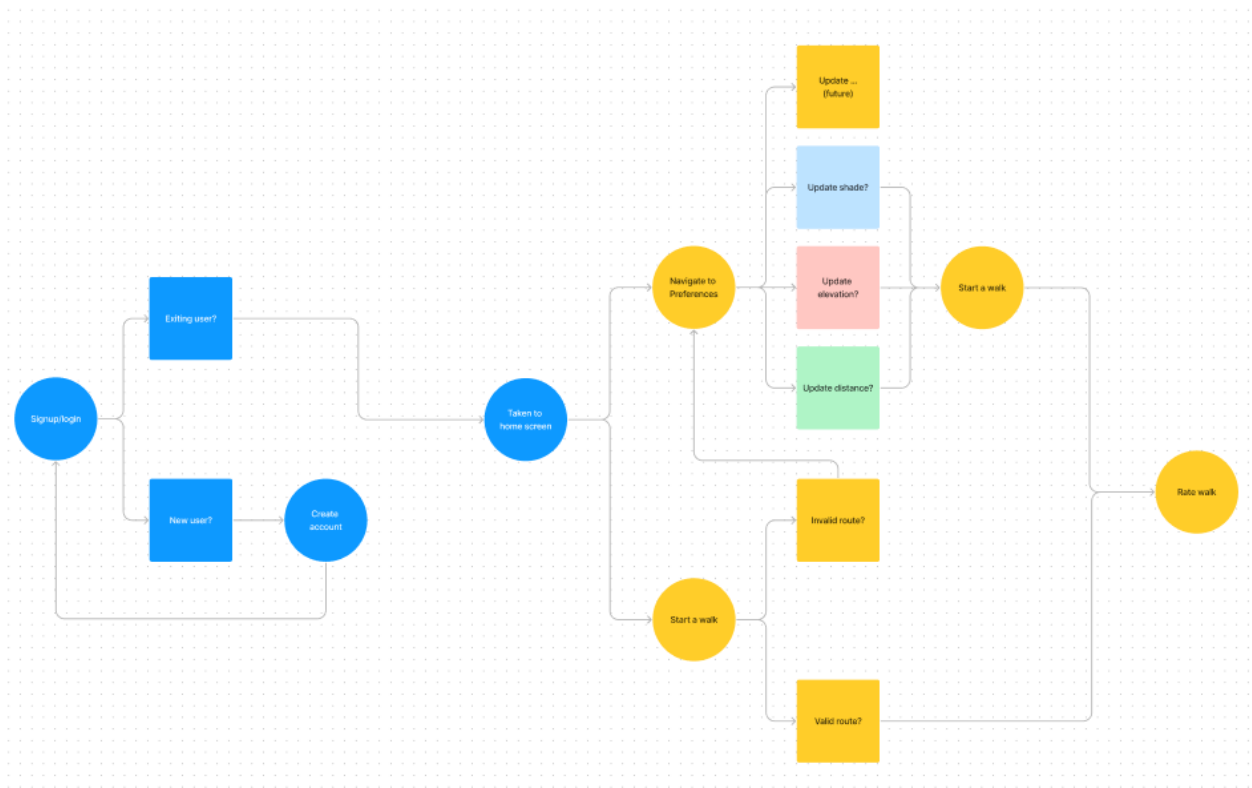 Update ...
(future)
Update shade?
Navigate to
Preferences
Update
elevation?
Start a walk
Exiting user?
Update distance?
Signup/login
Taken to
home screen
New user?
Create
account
Invalid route?
Rate walk
Start a walk
Valid route?